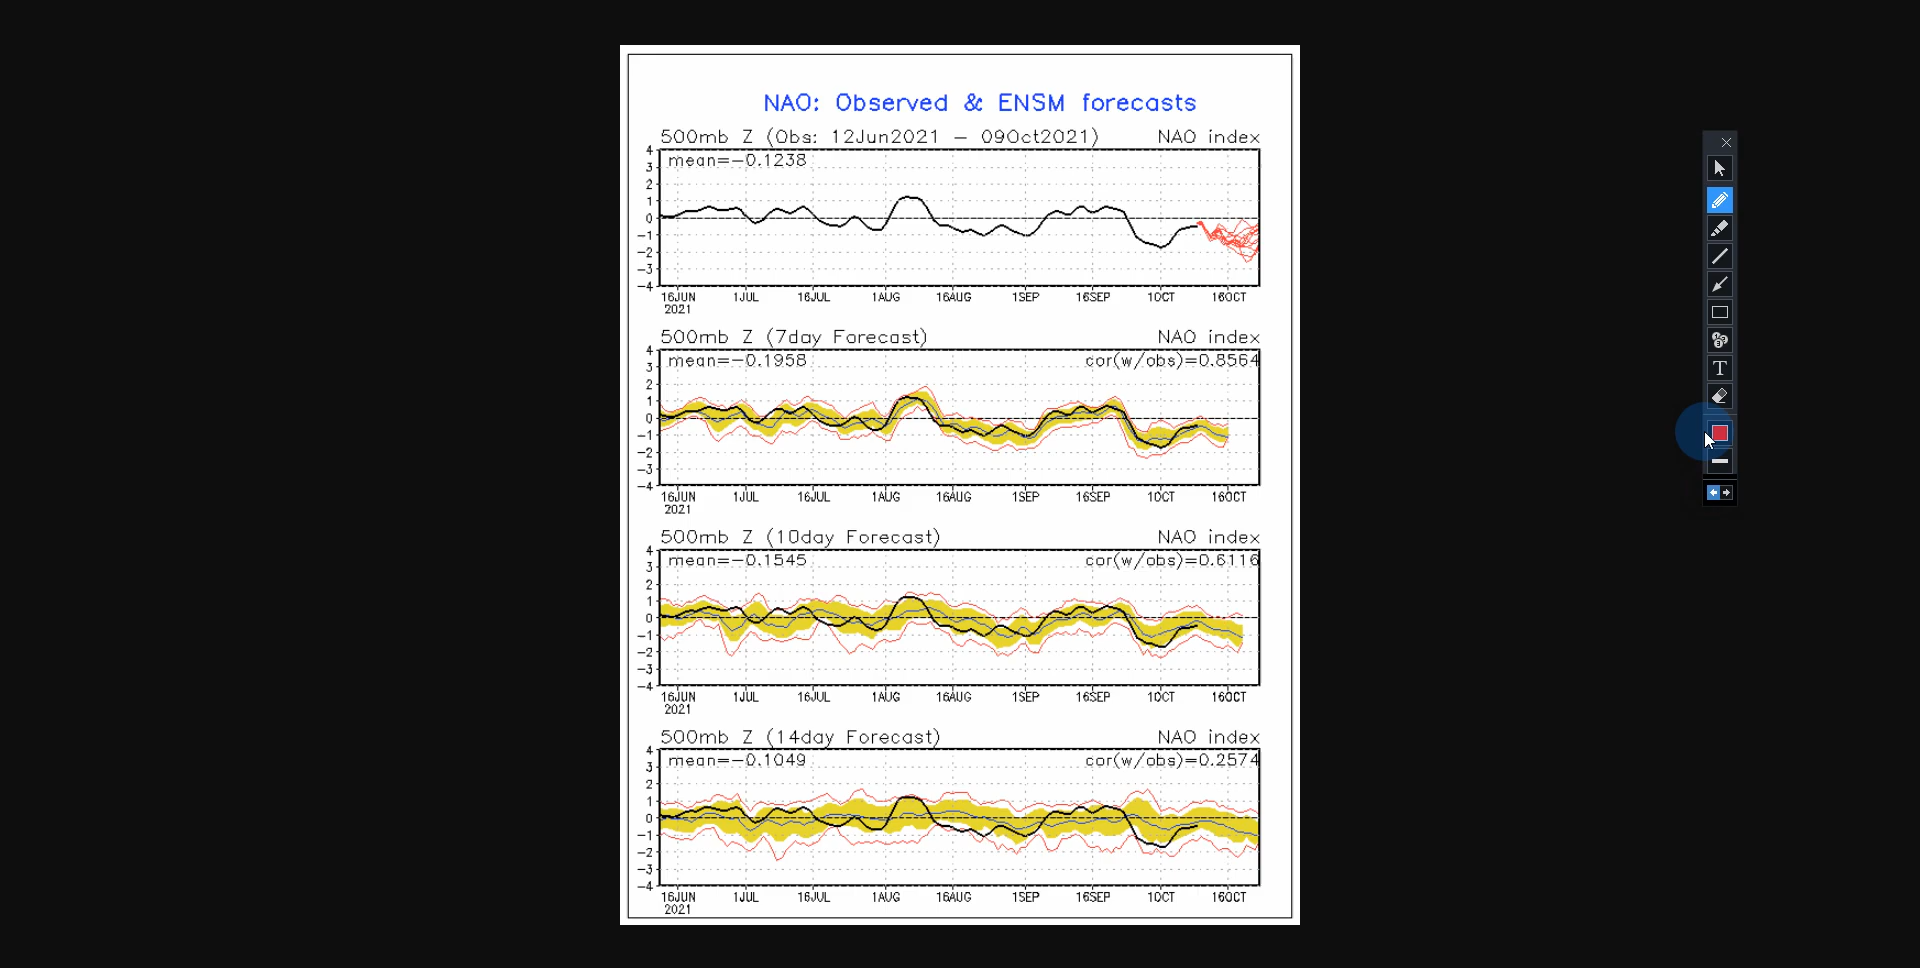 NAO: Observed & ENSM forecasts
500mb Z (Obs: 12Jun2021 – 09Oct2021) NAO index
mean=−0.1238
4
3
2
1
0
−1
−2
−3
−4
16JUN 1JUL 16JUL 1AUG 16AUG 1SEP 16SEP 1OCT 16OCT
2021
500mb Z (7day Forecast) NAO index
mean=−0.1958 cor(w/obs)=0.8564
4
3
2
1
0
−1
−2
−3
−4
16JUN 1JUL 16JUL 1AUG 16AUG 1SEP 16SEP 1OCT 16OCT
2021
500mb Z (10day Forecast) NAO index
mean=−0.1545 cor(w/obs)=0.6116
4
3
2
1
0
−1
−2
−3
−4
16JUN 1JUL 16JUL 1AUG 16AUG 1SEP 16SEP 1OCT 16OCT
2021
500mb Z (14day Forecast) NAO index
mean=−0.1049 cor(w/obs)=0.2574
4
3
2
1
0
−1
−2
−3
−4
16JUN 1JUL 16JUL 1AUG 16AUG 1SEP 16SEP 1OCT 16OCT
2021
T